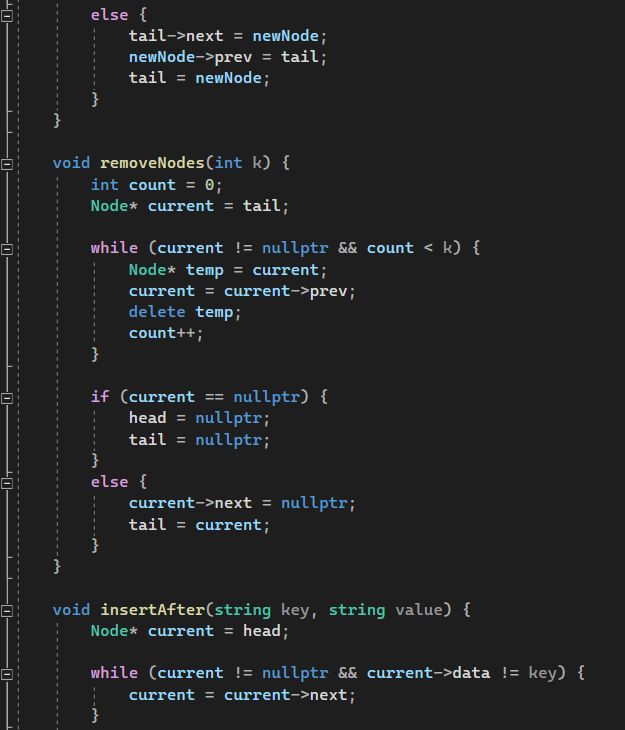 else {
tail->next = newNode;
newNode->prev = tail;
tail = newNode;
}
}
void removeNodes(int k) {
int count = 0;
Node* current = tail;
while (current != nullptr && count < k) {
Node* temp = current;
current = current->prev;
delete temp;
count++;
}
if (current == nullptr) {
head = nullptr;
tail = nullptr;
}
else {
current->next = nullptr;
tail = current;
}
}
void insertAfter(string key, string value) {
Node* current = head;
while (current != nullptr && current->data != key) {
current = current->next;
}